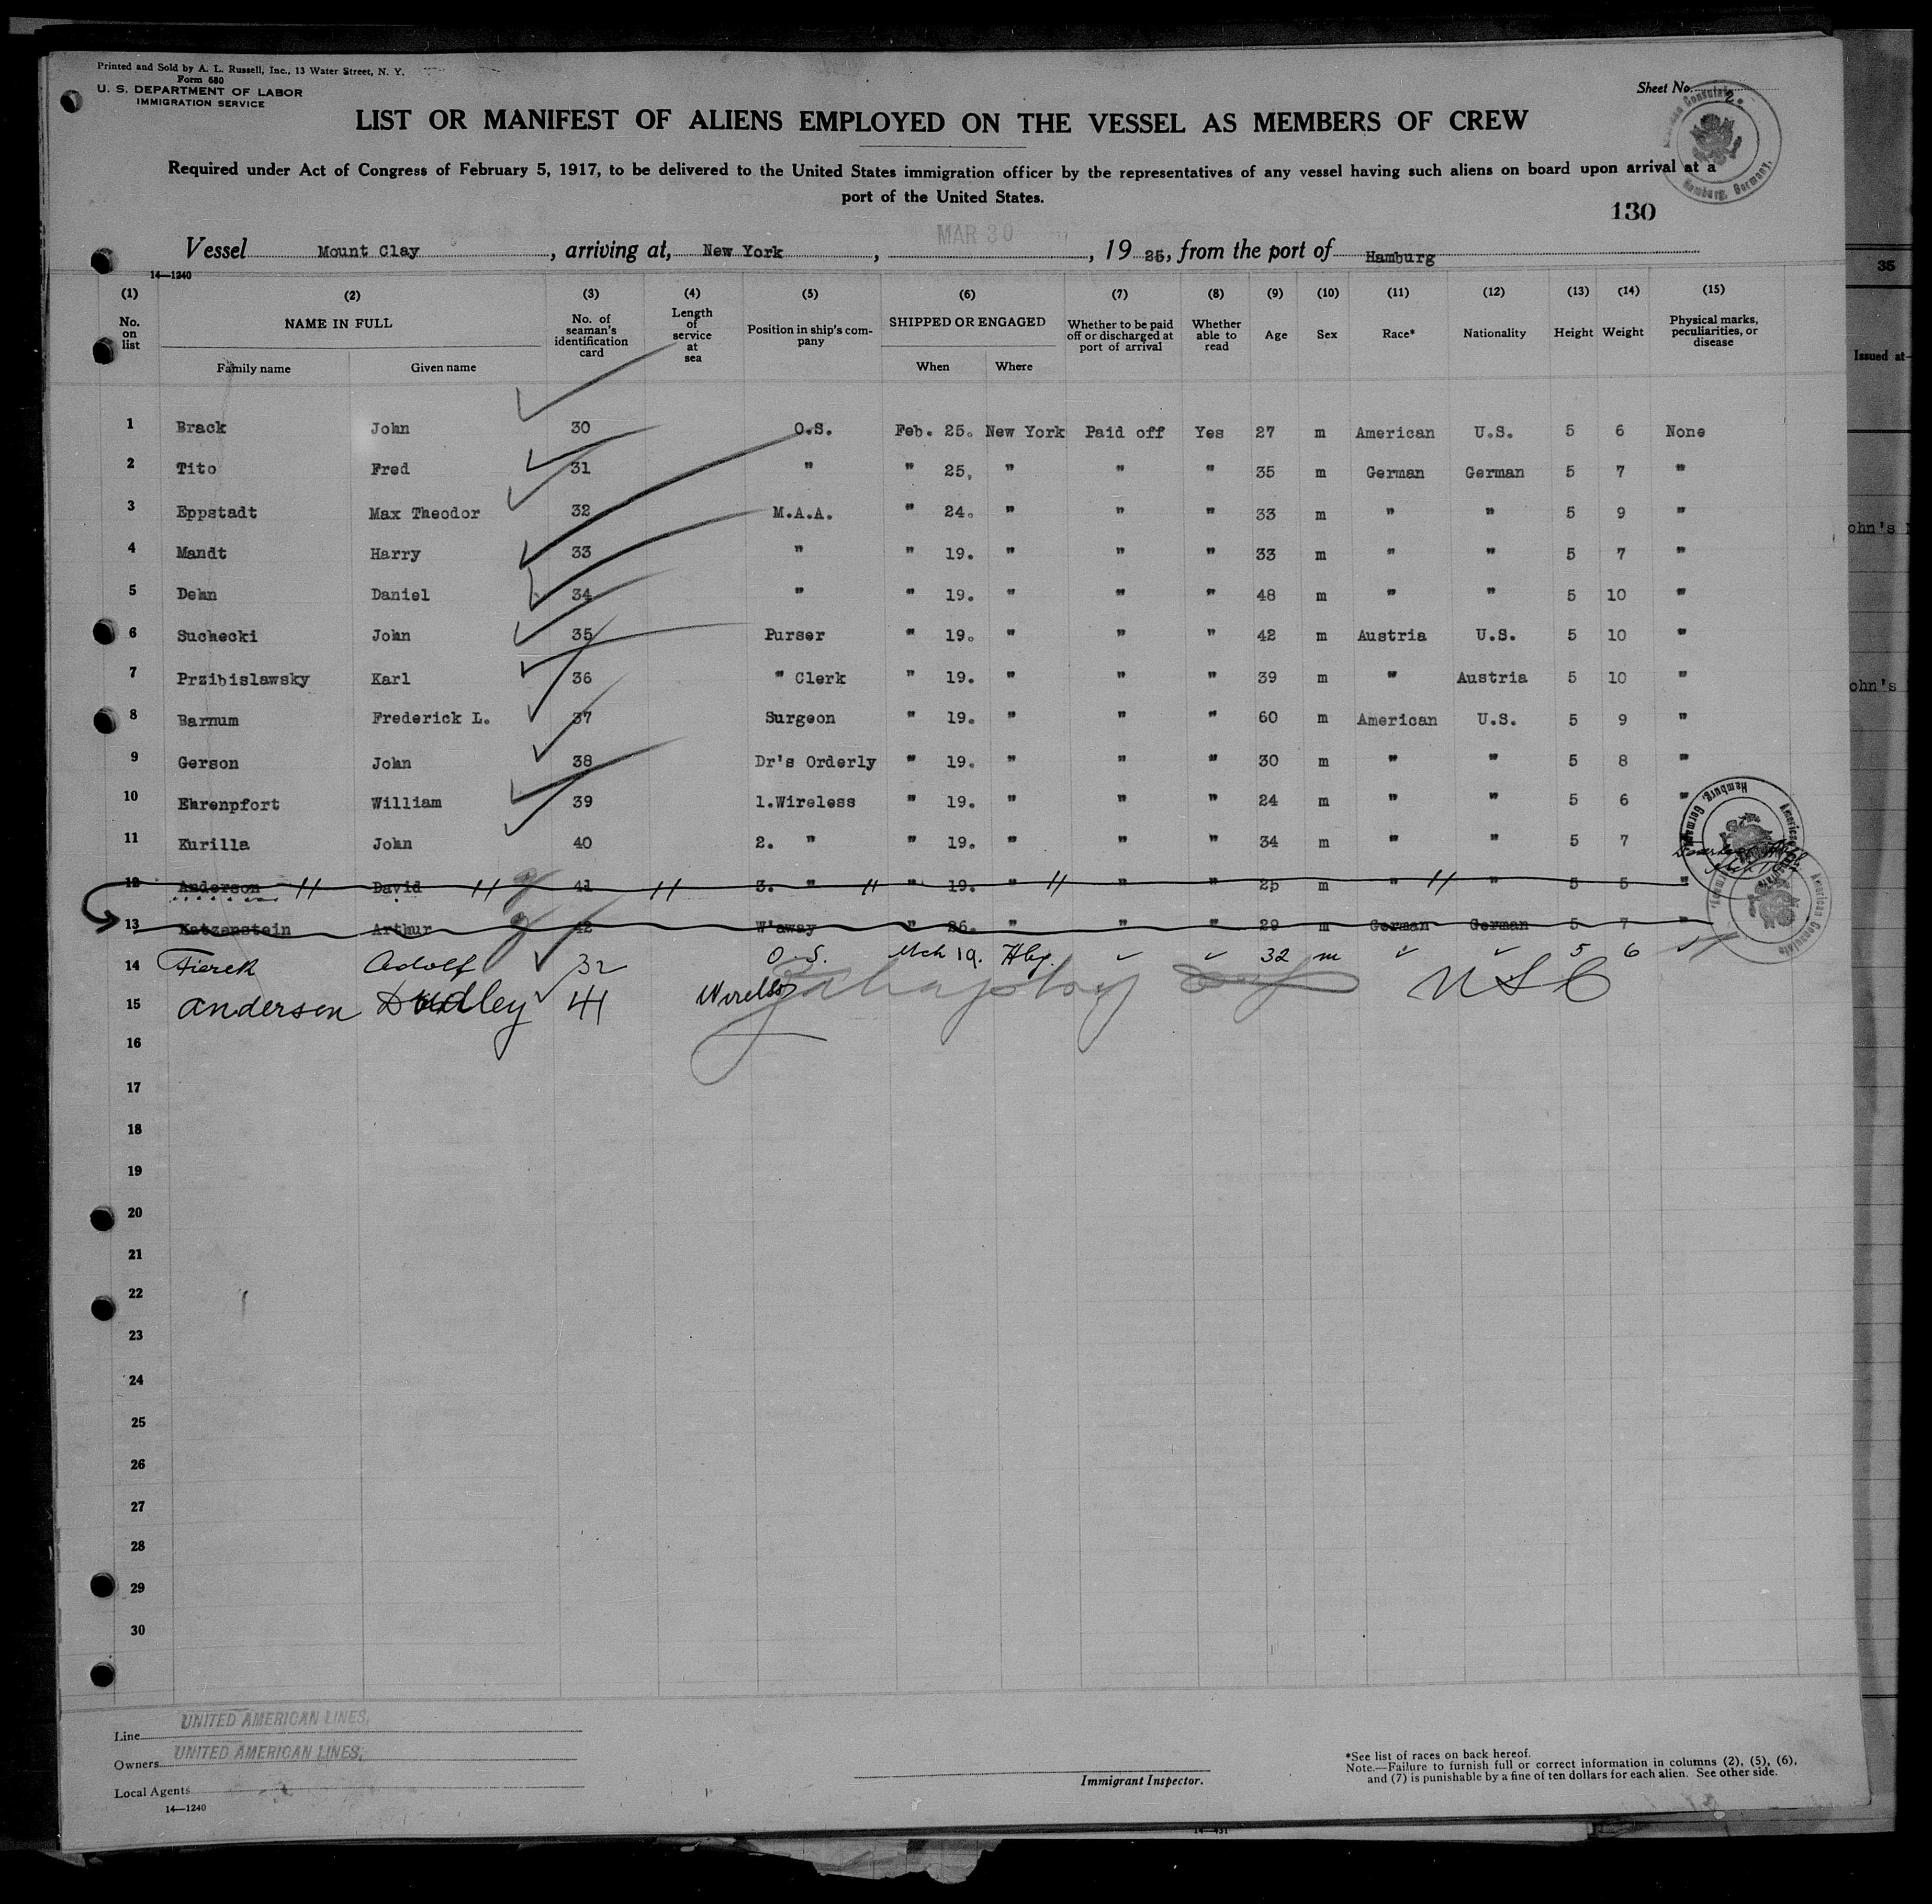 Printed and Sold by A. L. Russell, Inc., 13 Water Street, N. Y.
Form 680
U. S. DEPARTMENT OF LABOR
IMMIGRATION SERVICE
Sheet No. 2.
American Consulate Hamburg, Germany.
LIST OR MANIFEST OF ALIENS EMPLOYED ON THE VESSEL AS MEMBERS OF CREW
Required under Act of Congress of February 5, 1917, to be delivered to the United States immigration officer by the representatives of any vessel having such aliens on board upon arrival at a
port of the United States.
130
MAR 30
Vessel Mount Clay, arriving at, New York, , 19 25, from the port of Hamburg
14—1240
(1) (2) (3) (4) (5) (6) (7) (8) (9) (10) (11) (12) (13) (14) (15)
No. on list NAME IN FULL No. of seaman's identification card Length of service at sea Position in ship's company SHIPPED OR ENGAGED Whether to be paid off or discharged at port of arrival Whether able to read Age Sex Race* Nationality Height Weight Physical marks, peculiarities, or disease
Family name Given name When Where
1 Brack John 30 O.S. Feb. 25. New York Paid off Yes 27 m American U.S. 5 6 None
2 Tito Fred 31 " " 25, " " " 35 m German German 5 7 "
3 Eppstadt Max Theodor 32 M.A.A. " 24. " " " 33 m " " 5 9 "
4 Mandt Harry 33 " " 19. " " " 33 m " " 5 7 "
5 Dehn Daniel 34 " " 19. " " " 48 m " " 5 10 "
6 Suchecki John 35 Purser " 19. " " " 42 m Austria U.S. 5 10 "
7 Przibislawsky Karl 36 " Clerk " 19. " " " 39 m " Austria 5 10 "
8 Barnum Frederick L. 37 Surgeon " 19. " " " 60 m American U.S. 5 9 "
9 Gerson John 38 Dr's Orderly " 19. " " " 30 m " " 5 8 "
10 Ehrenpfort William 39 1.Wireless " 19. " " " 24 m " " 5 6 "
11 Kurilla John 40 2. " " 19. " " " 34 m " " 5 7 "
12 Anderson David 41 3. " " 19. " " " 25 m " " 5 5 "
13 Katzenstein Arthur 42 W'away " 26. " " " 29 m German German 5 7 "
14 Fierek Adolf 32 O.S. Mch 19. Hbg. 32 m 5 6
15 Anderson Dudley 41 Wireless USC
16
17
18
19
20
21
22
23
24
25
26
27
28
29
30
American Consulate Hamburg, Germany
American Consulate
35
Issued at
ohn's
ohn's
Line UNITED AMERICAN LINES,
Owners UNITED AMERICAN LINES,
Local Agents
14—1240
Immigrant Inspector.
*See list of races on back hereof.
Note.—Failure to furnish full or correct information in columns (2), (5), (6),
and (7) is punishable by a fine of ten dollars for each alien. See other side.